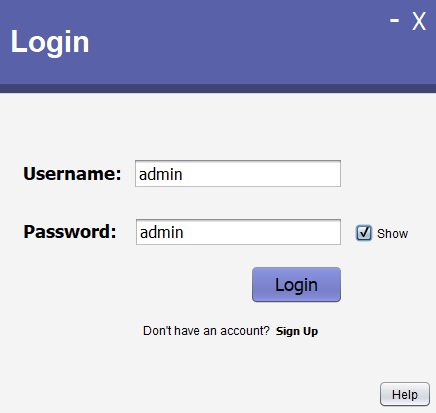 - X
Login
Username: admin
Password: admin Show
Login
Don't have an account? Sign Up
Help